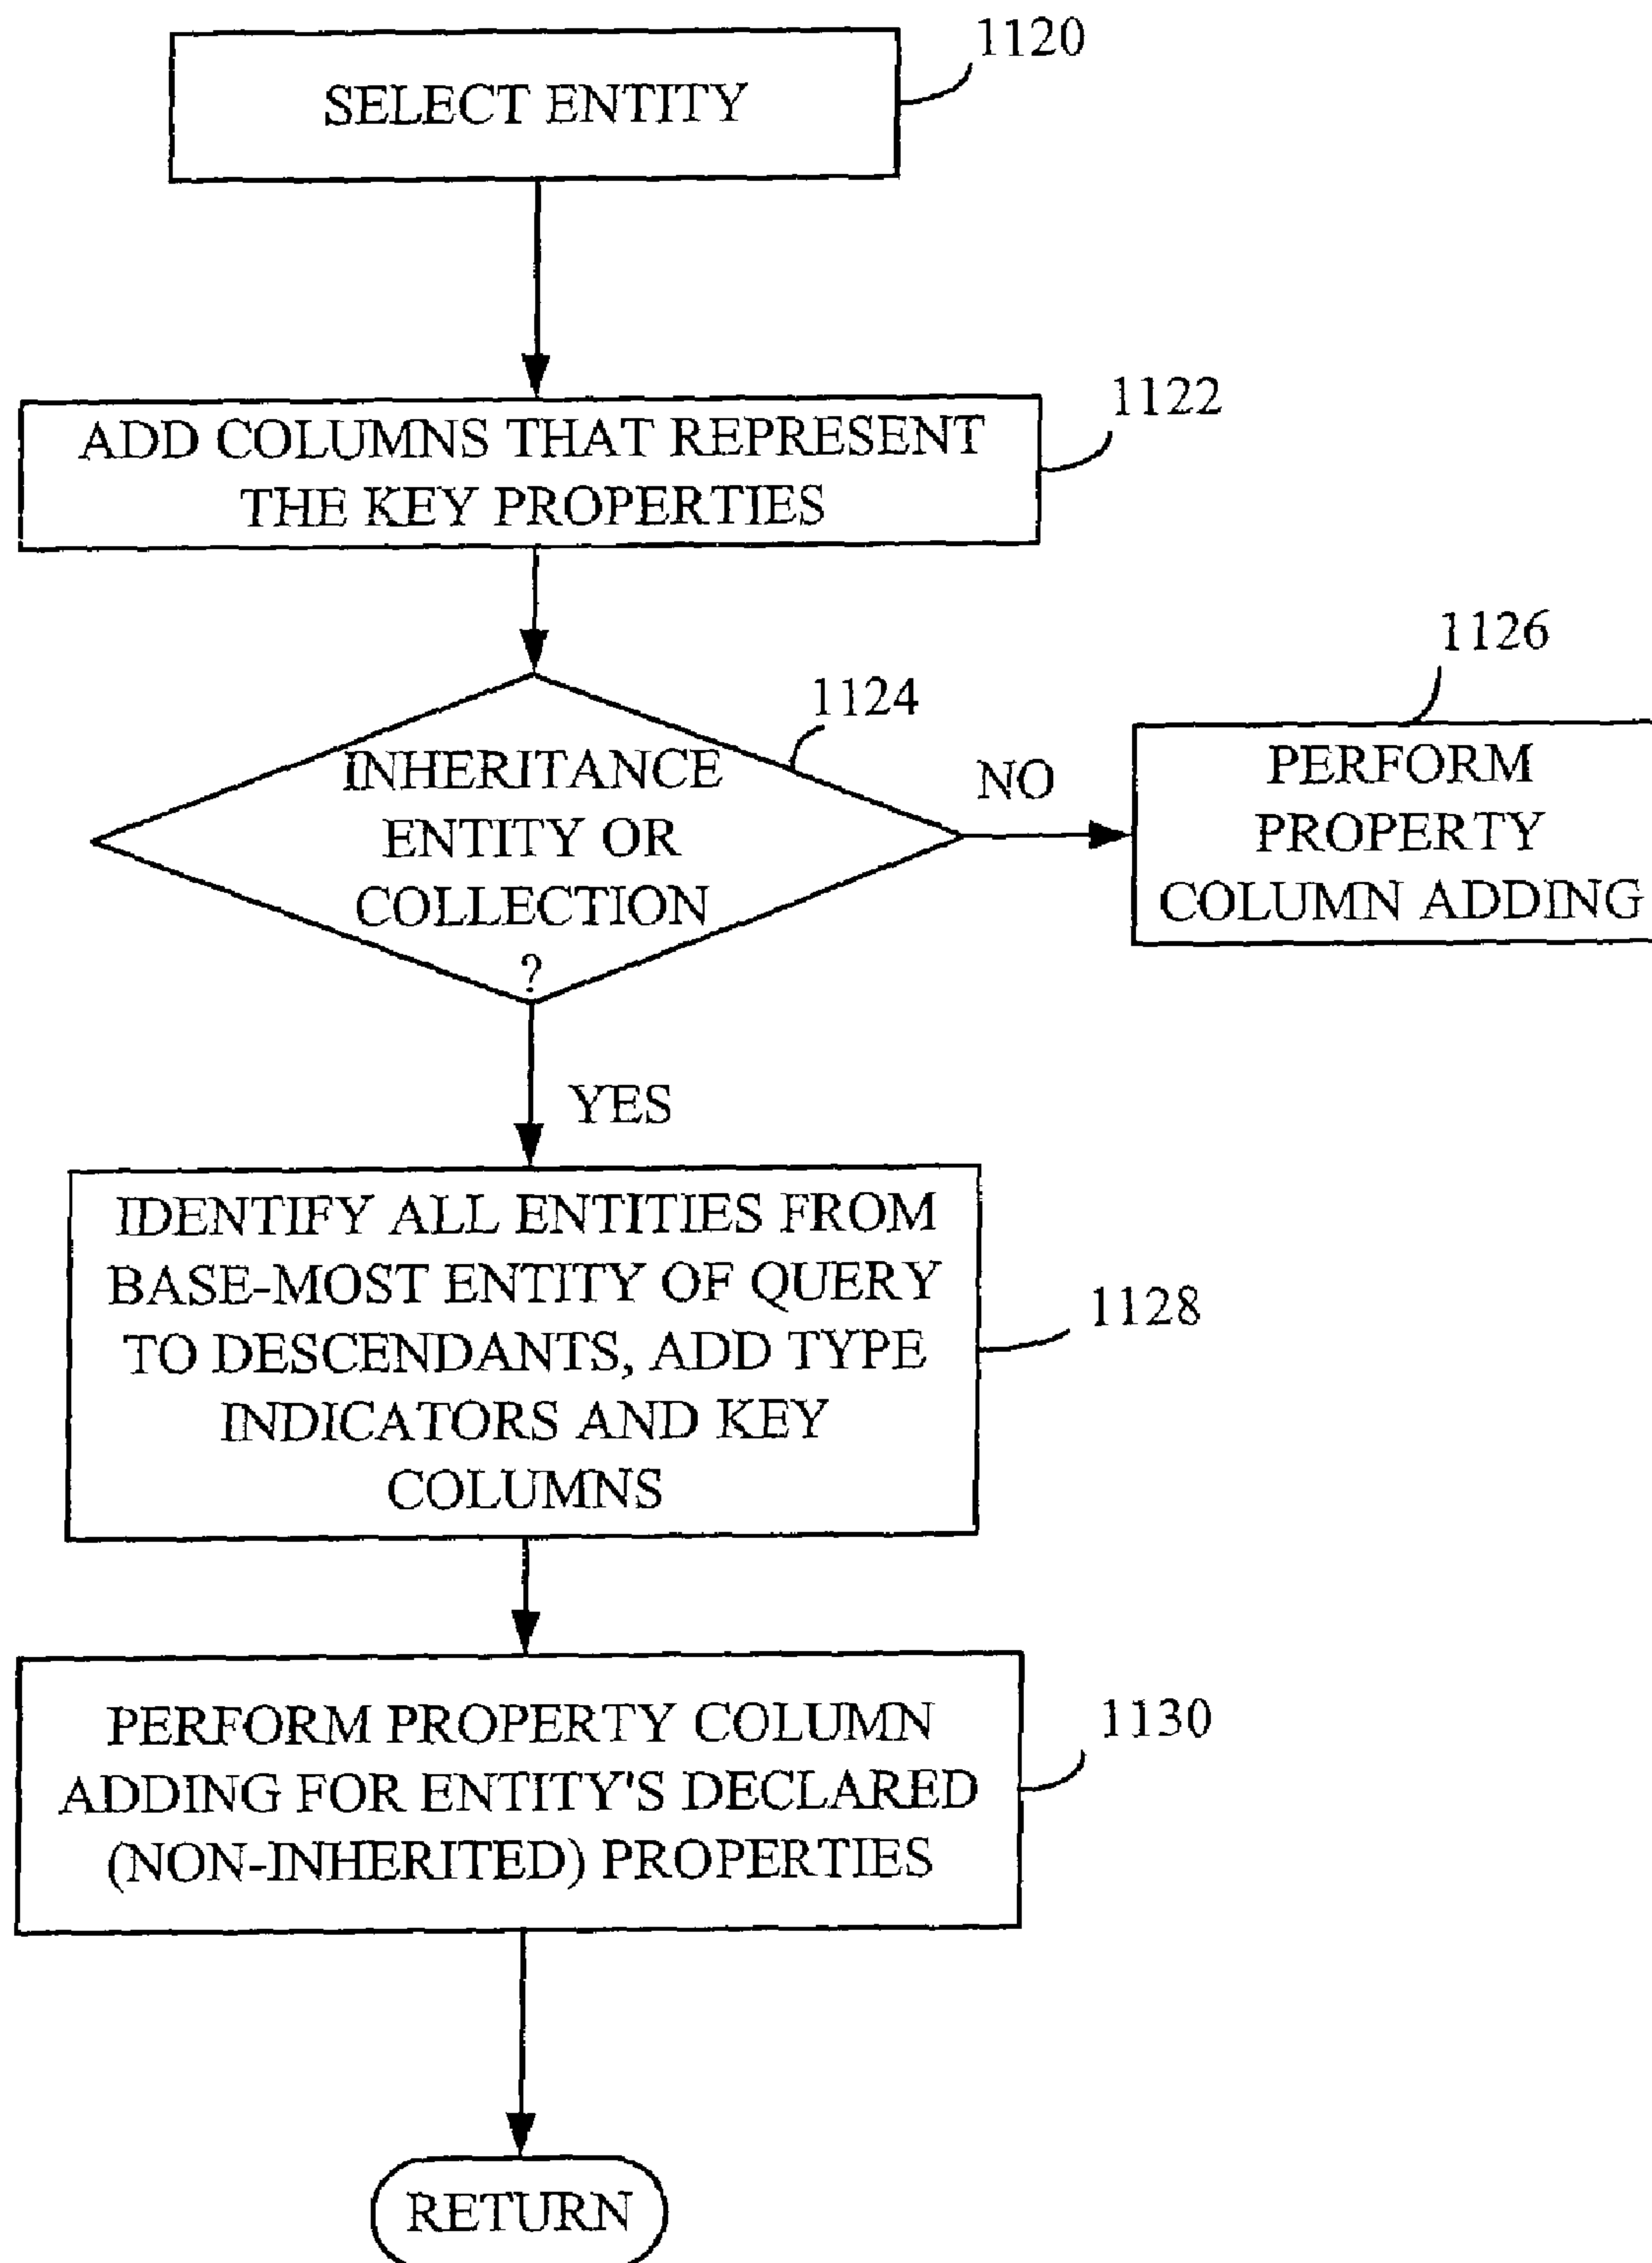 1120
SELECT ENTITY
1122
ADD COLUMNS THAT REPRESENT
THE KEY PROPERTIES
1124
INHERITANCE
ENTITY OR
COLLECTION
?
NO
1126
PERFORM
PROPERTY
COLUMN ADDING
YES
IDENTIFY ALL ENTITIES FROM
BASE-MOST ENTITY OF QUERY
TO DESCENDANTS, ADD TYPE
INDICATORS AND KEY
COLUMNS
1128
PERFORM PROPERTY COLUMN
ADDING FOR ENTITY'S DECLARED
(NON-INHERITED) PROPERTIES
1130
RETURN